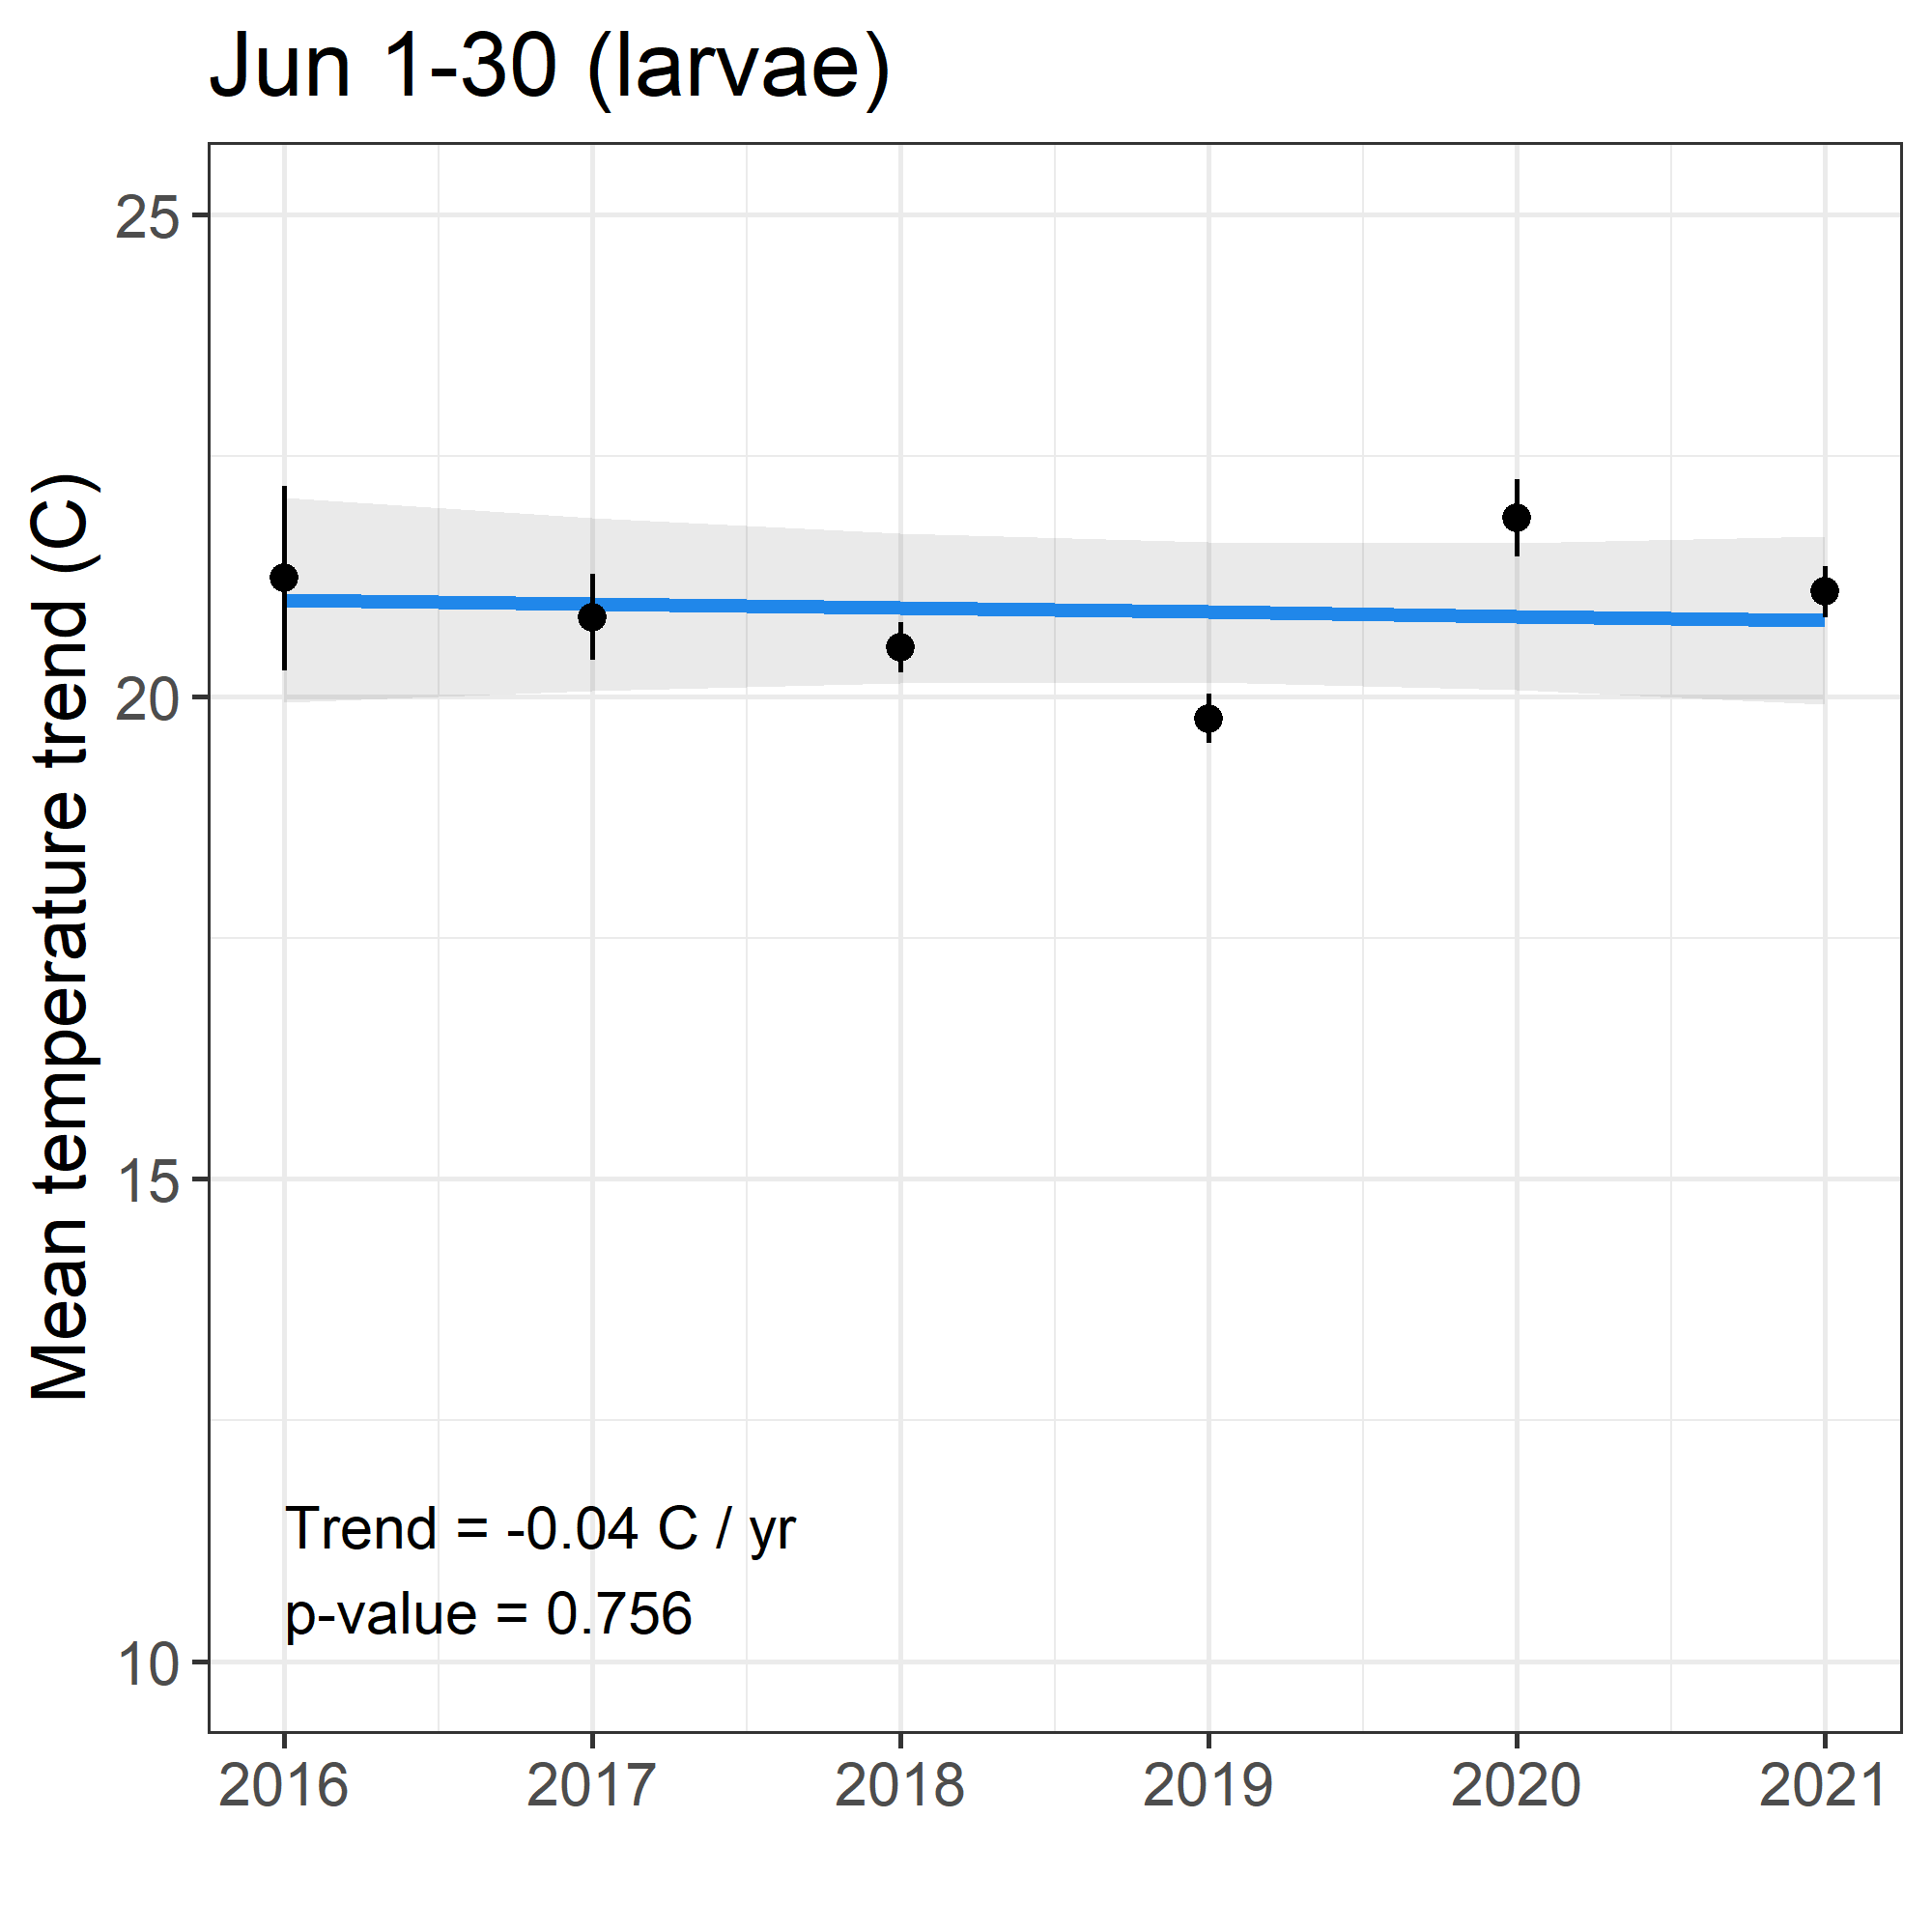 Jun 1-30 (larvae)
Mean temperature trend (C)
25
20
15
10
Trend = -0.04 C / yr
p-value = 0.756
2016 2017 2018 2019 2020 2021